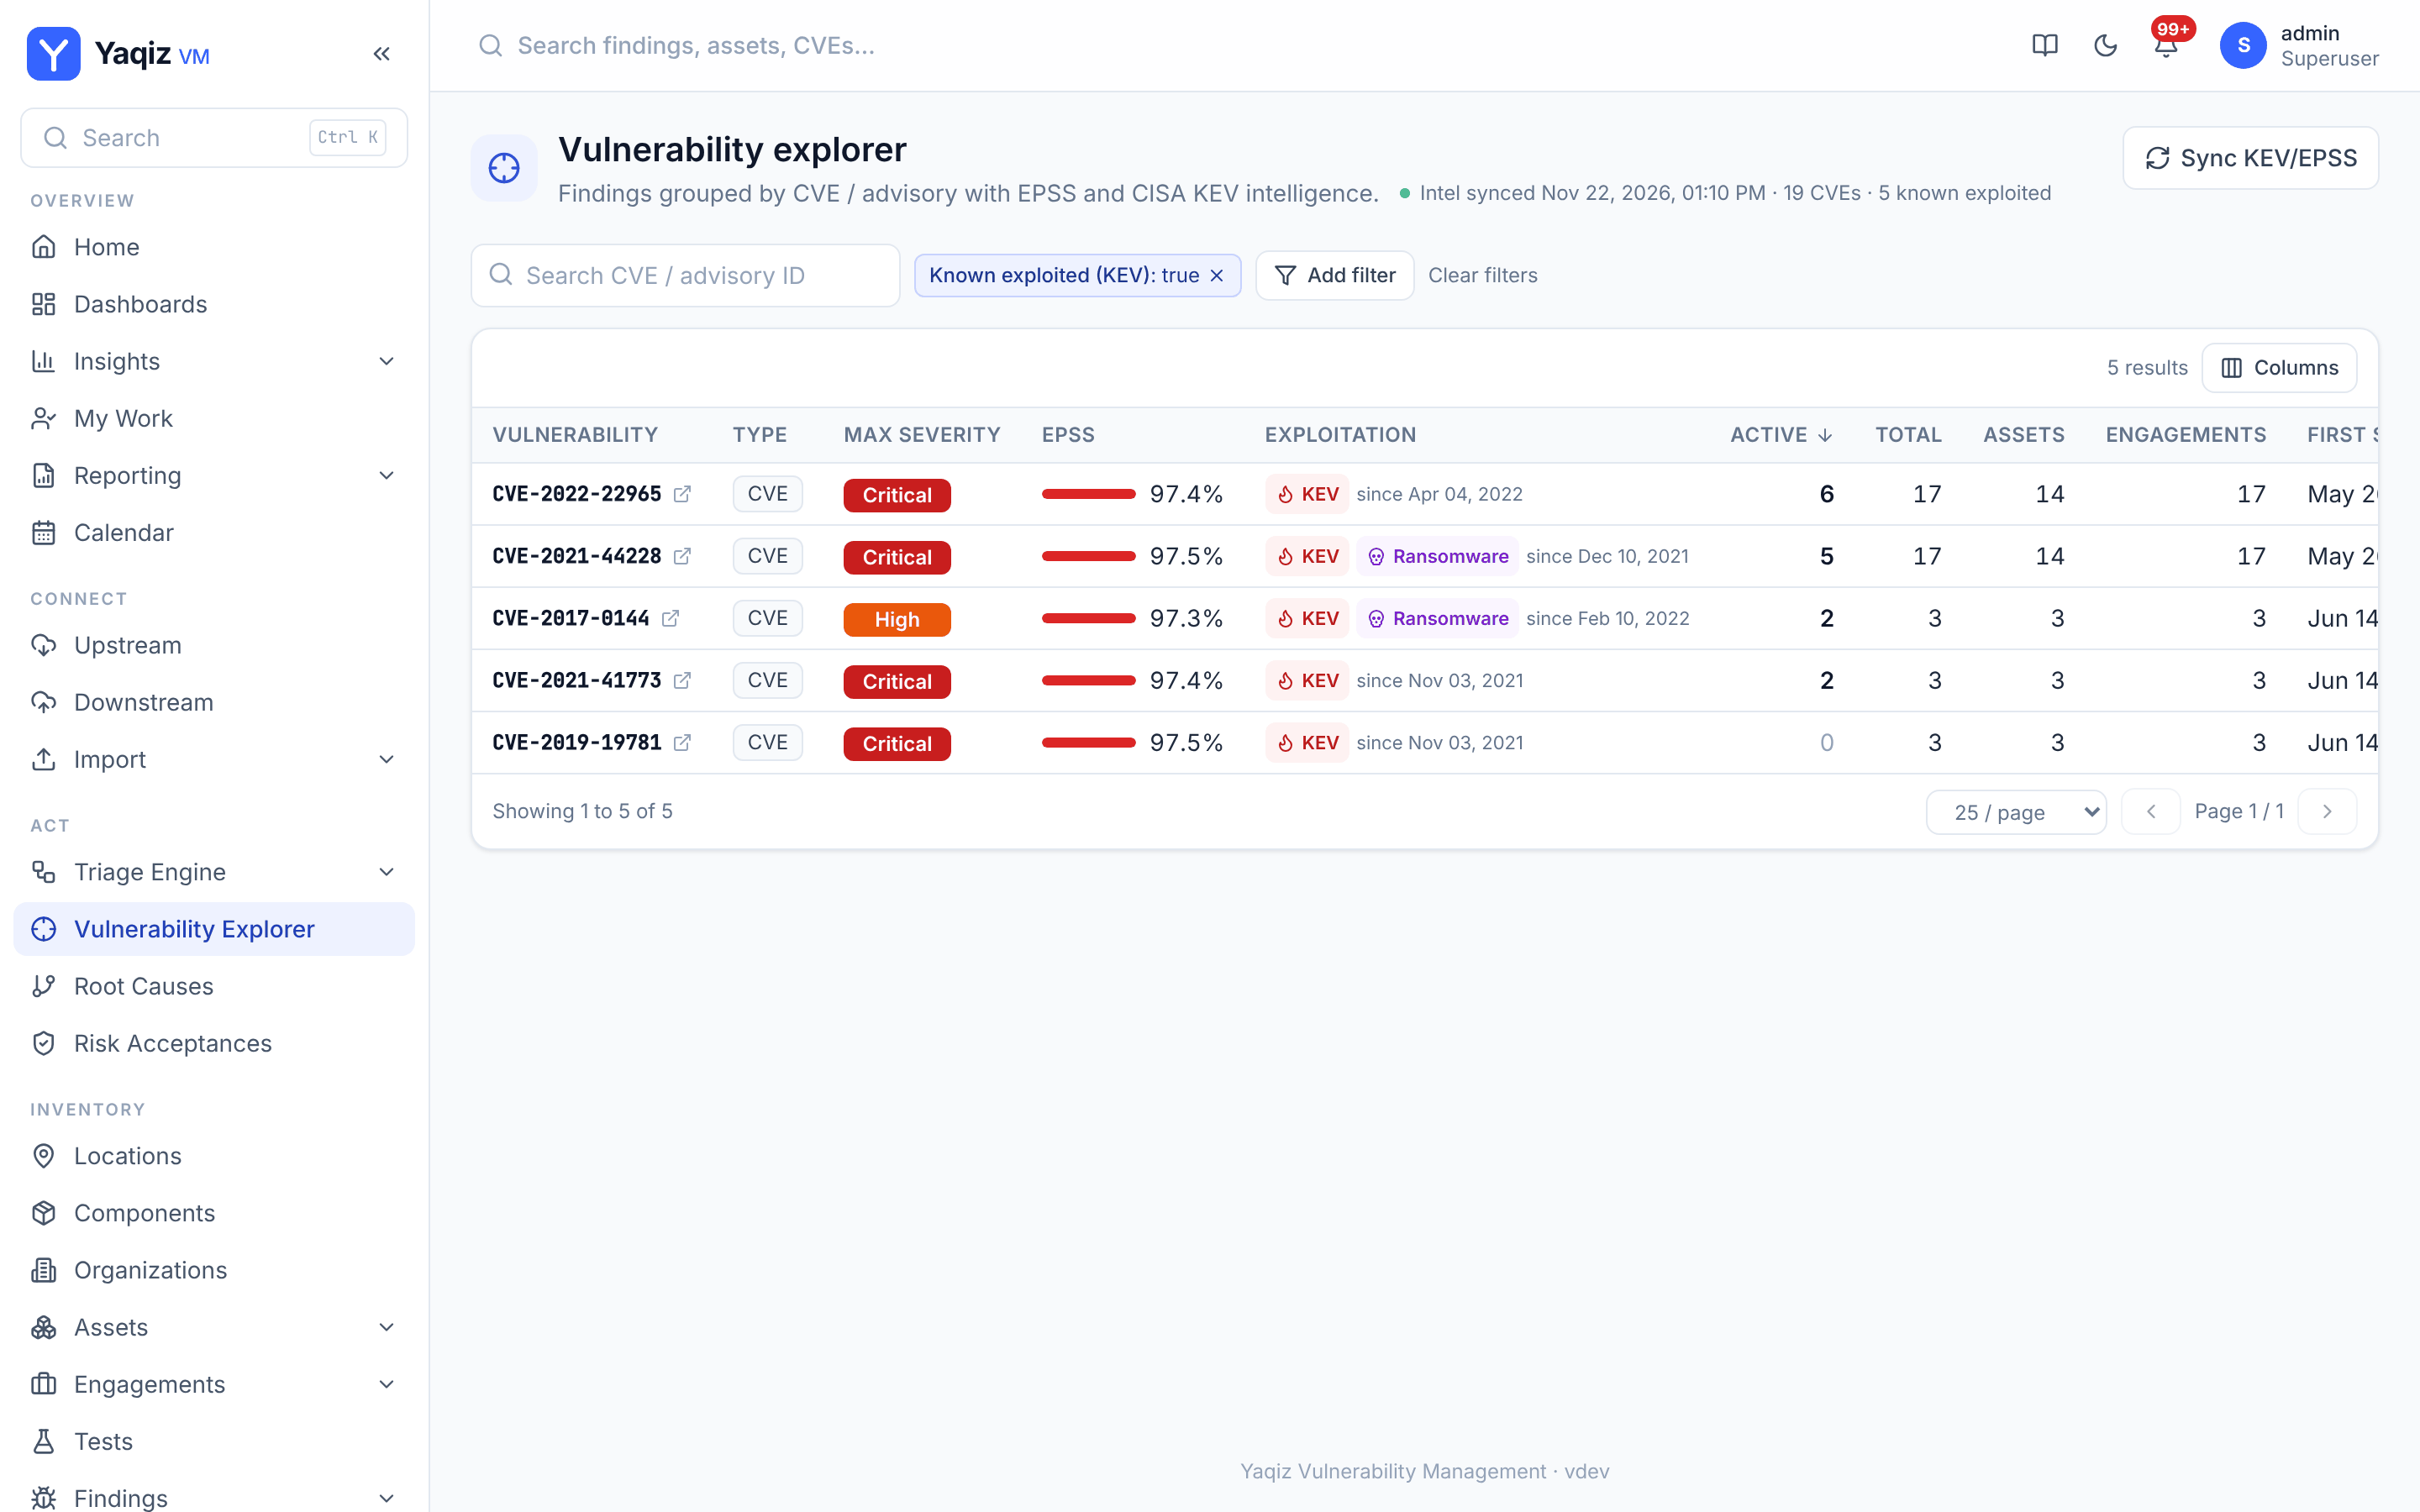 Yaqiz VM
Search Ctrl K
OVERVIEW
Home
Dashboards
Insights
My Work
Reporting
Calendar
CONNECT
Upstream
Downstream
Import
ACT
Triage Engine
Vulnerability Explorer
Root Causes
Risk Acceptances
INVENTORY
Locations
Components
Organizations
Assets
Engagements
Tests
Findings
Search findings, assets, CVEs...
99+
S
admin
Superuser
Vulnerability explorer
Findings grouped by CVE / advisory with EPSS and CISA KEV intelligence. Intel synced Nov 22, 2026, 01:10 PM · 19 CVEs · 5 known exploited
Sync KEV/EPSS
Search CVE / advisory ID Known exploited (KEV): true Add filter Clear filters
5 results Columns
VULNERABILITY TYPE MAX SEVERITY EPSS EXPLOITATION ACTIVE TOTAL ASSETS ENGAGEMENTS FIRST
CVE-2022-22965 CVE Critical 97.4% KEV since Apr 04, 2022 6 17 14 17 May
CVE-2021-44228 CVE Critical 97.5% KEV Ransomware since Dec 10, 2021 5 17 14 17 May
CVE-2017-0144 CVE High 97.3% KEV Ransomware since Feb 10, 2022 2 3 3 3 Jun 14
CVE-2021-41773 CVE Critical 97.4% KEV since Nov 03, 2021 2 3 3 3 Jun 14
CVE-2019-19781 CVE Critical 97.5% KEV since Nov 03, 2021 0 3 3 3 Jun 14
Showing 1 to 5 of 5 25 / page Page 1 / 1
Yaqiz Vulnerability Management · vdev